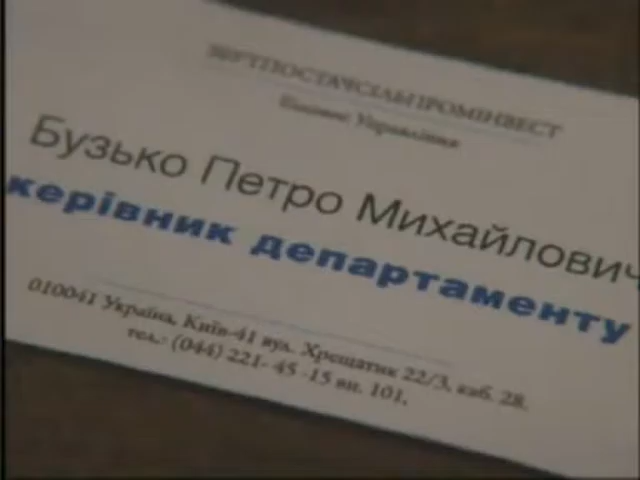 Бузько Петро Михайлович
керівник департаменту
010041 Україна, Київ-41 вул. Хрещатик 22/3, каб. 28.
тел.: (044) 221- 45 -15 вн. 101,